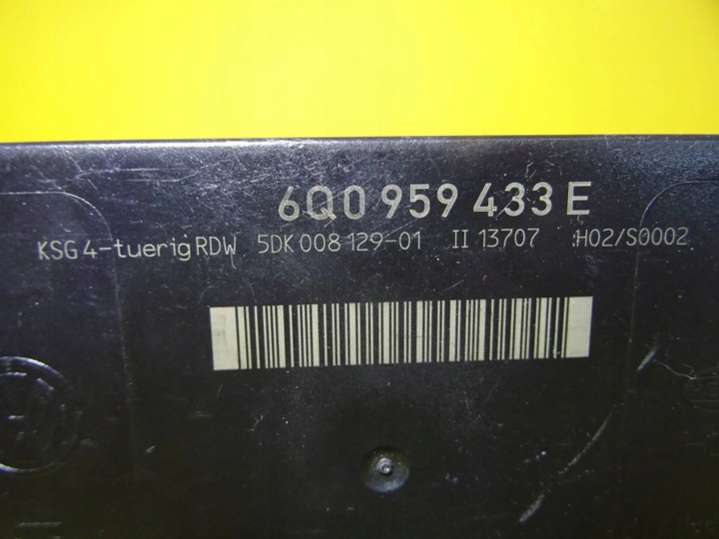 6Q0 959 433 E
KSG 4-tuerig RDW 5DK 008 129-01 II 13707 :H02/S0002